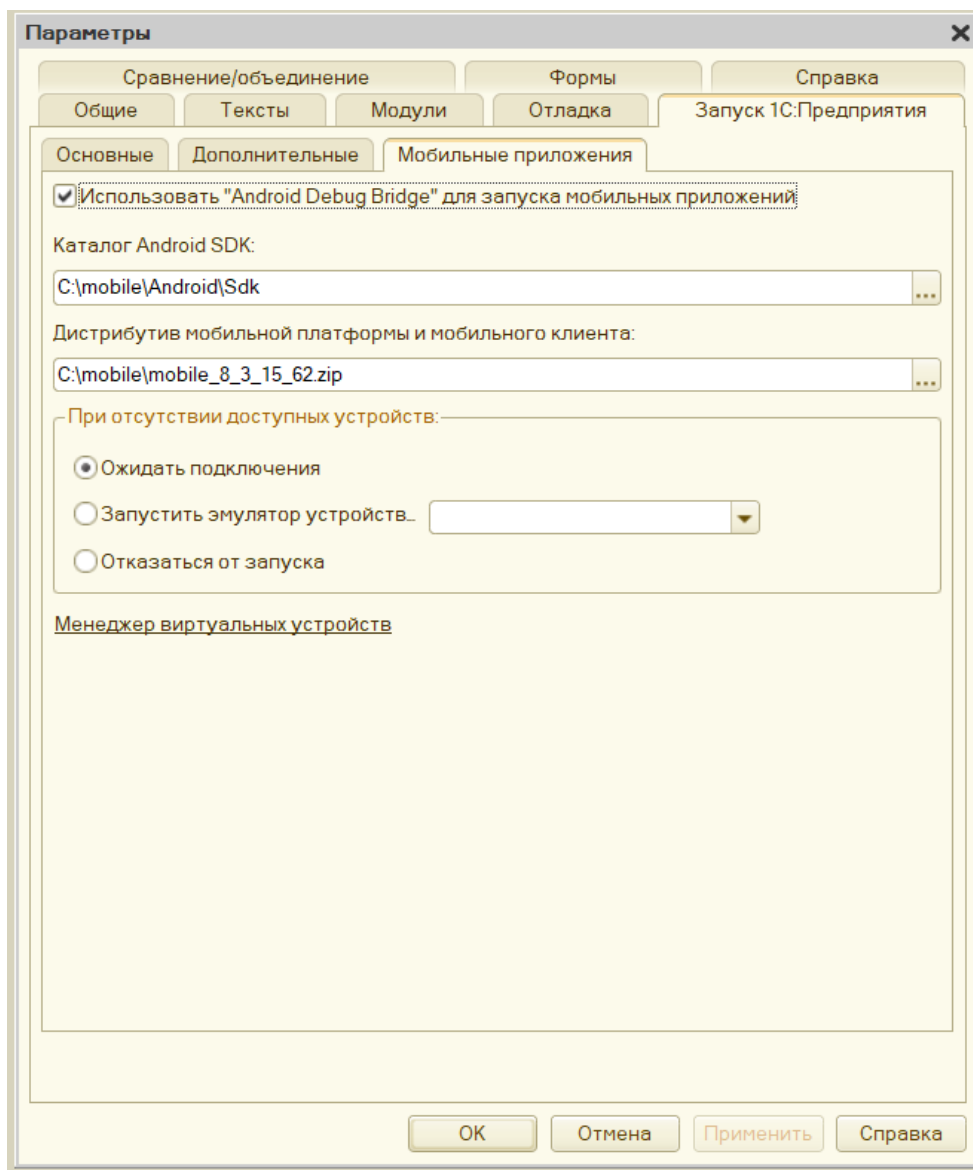 Параметры
Сравнение/объединение Формы Справка
Общие Тексты Модули Отладка Запуск 1С:Предприятия
Основные Дополнительные Мобильные приложения
Использовать "Android Debug Bridge" для запуска мобильных приложений
Каталог Android SDK:
C:\mobile\Android\Sdk
...
Дистрибутив мобильной платформы и мобильного клиента:
C:\mobile\mobile_8_3_15_62.zip
...
При отсутствии доступных устройств:
Ожидать подключения
Запустить эмулятор устройств...
Отказаться от запуска
Менеджер виртуальных устройств
OK Отмена Применить Справка